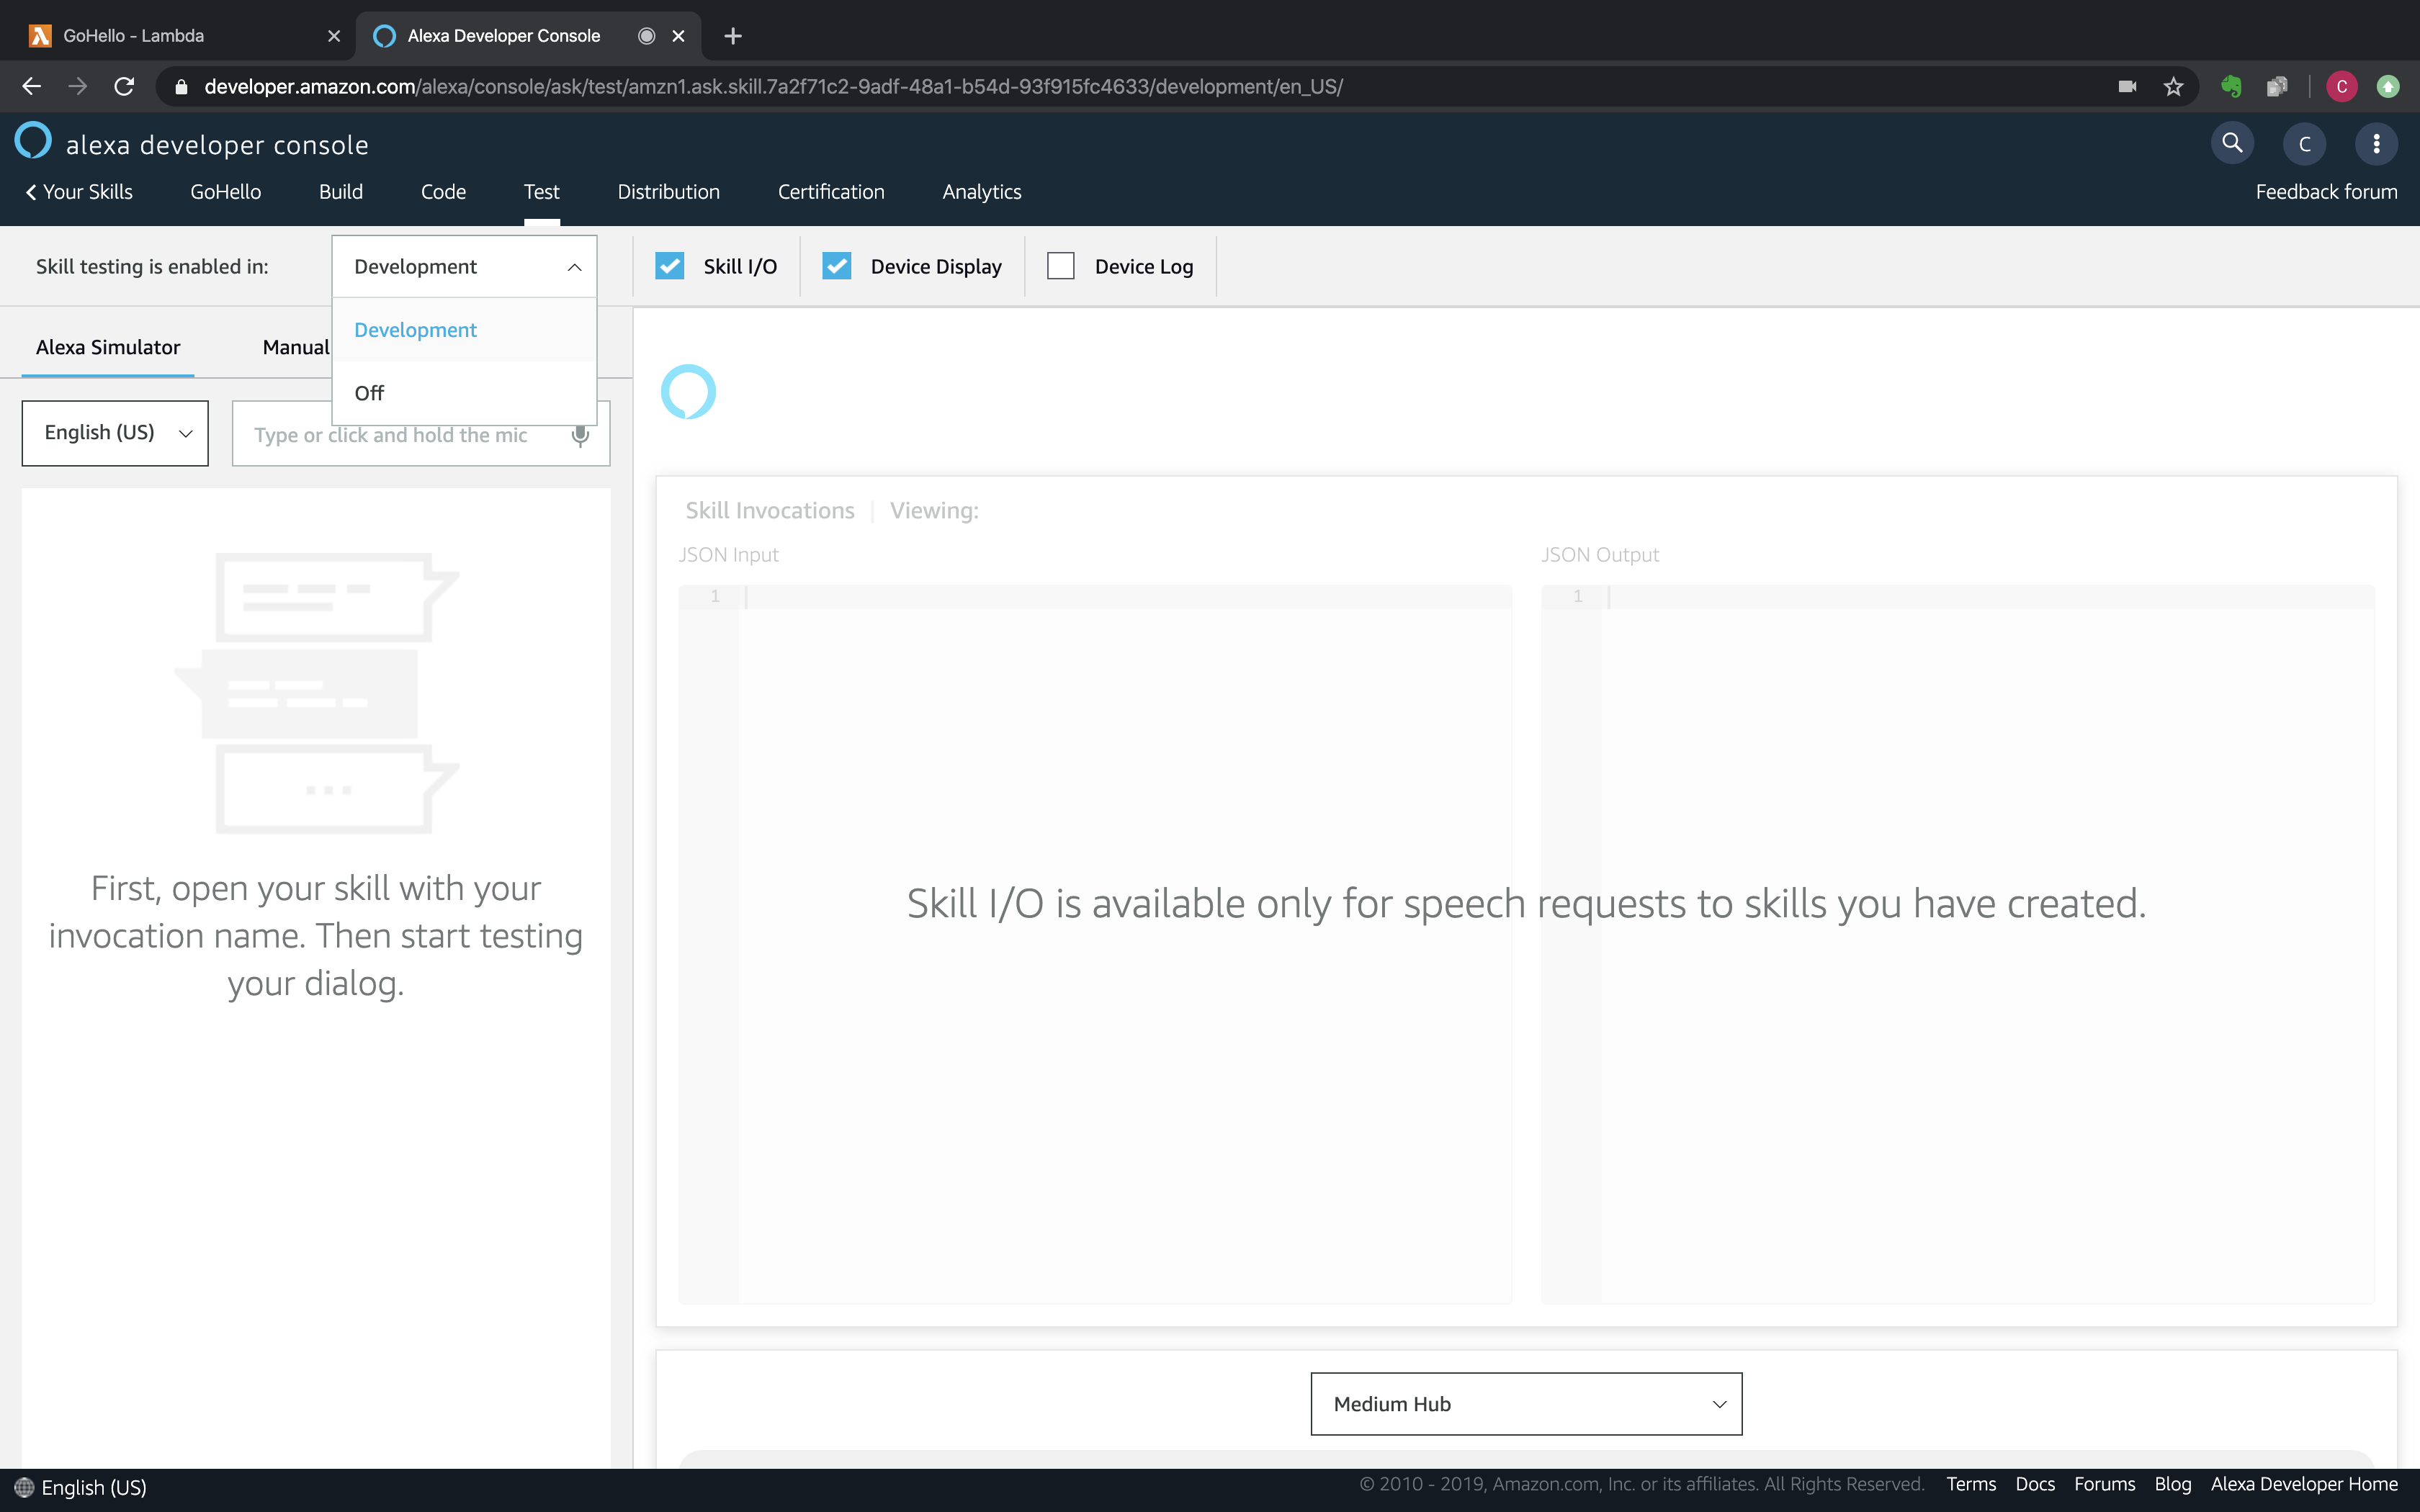 GoHello - Lambda
Alexa Developer Console
developer.amazon.com/alexa/console/ask/test/amzn1.ask.skill.7a2f71c2-9adf-48a1-b54d-93f915fc4633/development/en_US/
C
alexa developer console
C
Your Skills
GoHello
Build
Code
Test
Distribution
Certification
Analytics
Feedback forum
Skill testing is enabled in:
Development
Skill I/O
Device Display
Device Log
Development
Off
Alexa Simulator
Manual
English (US)
Type or click and hold the mic
Skill Invocations
Viewing:
JSON Input
JSON Output
1
1
First, open your skill with your
invocation name. Then start testing
your dialog.
Skill I/O is available only for speech requests to skills you have created.
Medium Hub
English (US)
© 2010 - 2019, Amazon.com, Inc. or its affiliates. All Rights Reserved.
Terms
Docs
Forums
Blog
Alexa Developer Home